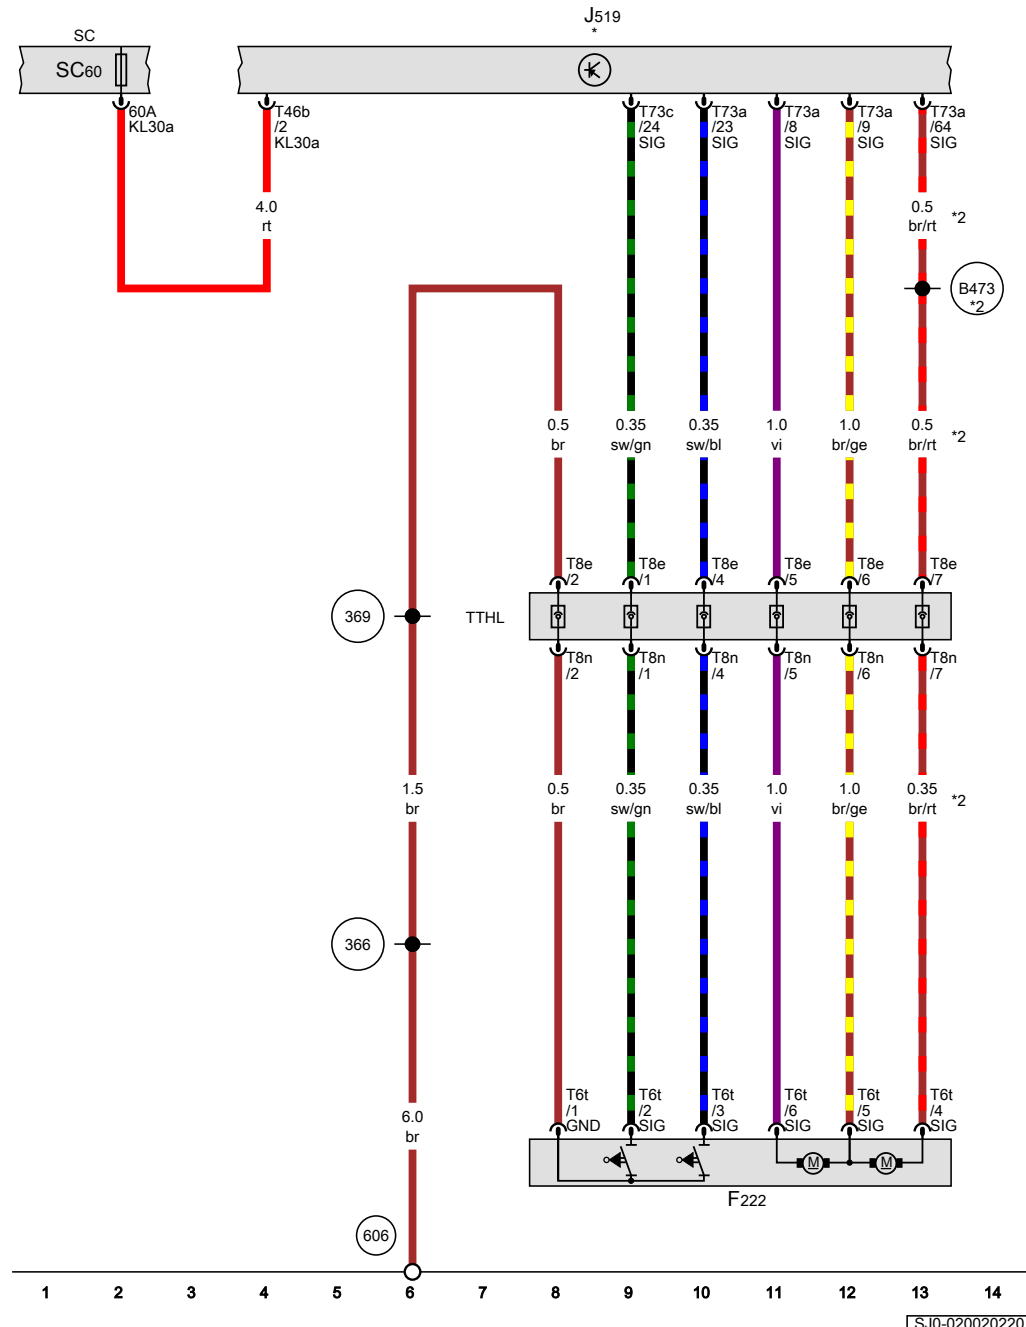 J519
*
SC
SC60
60A
KL30a
T46b
/2
KL30a
T73c
/24
SIG
T73a
/23
SIG
T73a
/8
SIG
T73a
/9
SIG
T73a
/64
SIG
4.0
rt
0.5
br/rt
*2
B473
*2
0.5
br
0.35
sw/gn
0.35
sw/bl
1.0
vi
1.0
br/ge
0.5
br/rt
*2
T8e
/2
T8e
/1
T8e
/4
T8e
/5
T8e
/6
T8e
/7
369
TTHL
T8n
/2
T8n
/1
T8n
/4
T8n
/5
T8n
/6
T8n
/7
1.5
br
0.5
br
0.35
sw/gn
0.35
sw/bl
1.0
vi
1.0
br/ge
0.35
br/rt
*2
366
6.0
br
T6t
/1
GND
T6t
/2
SIG
T6t
/3
SIG
T6t
/6
SIG
T6t
/5
SIG
T6t
/4
SIG
M
M
F222
606
1 2 3 4 5 6 7 8 9 10 11 12 13 14
SJ0-020020220